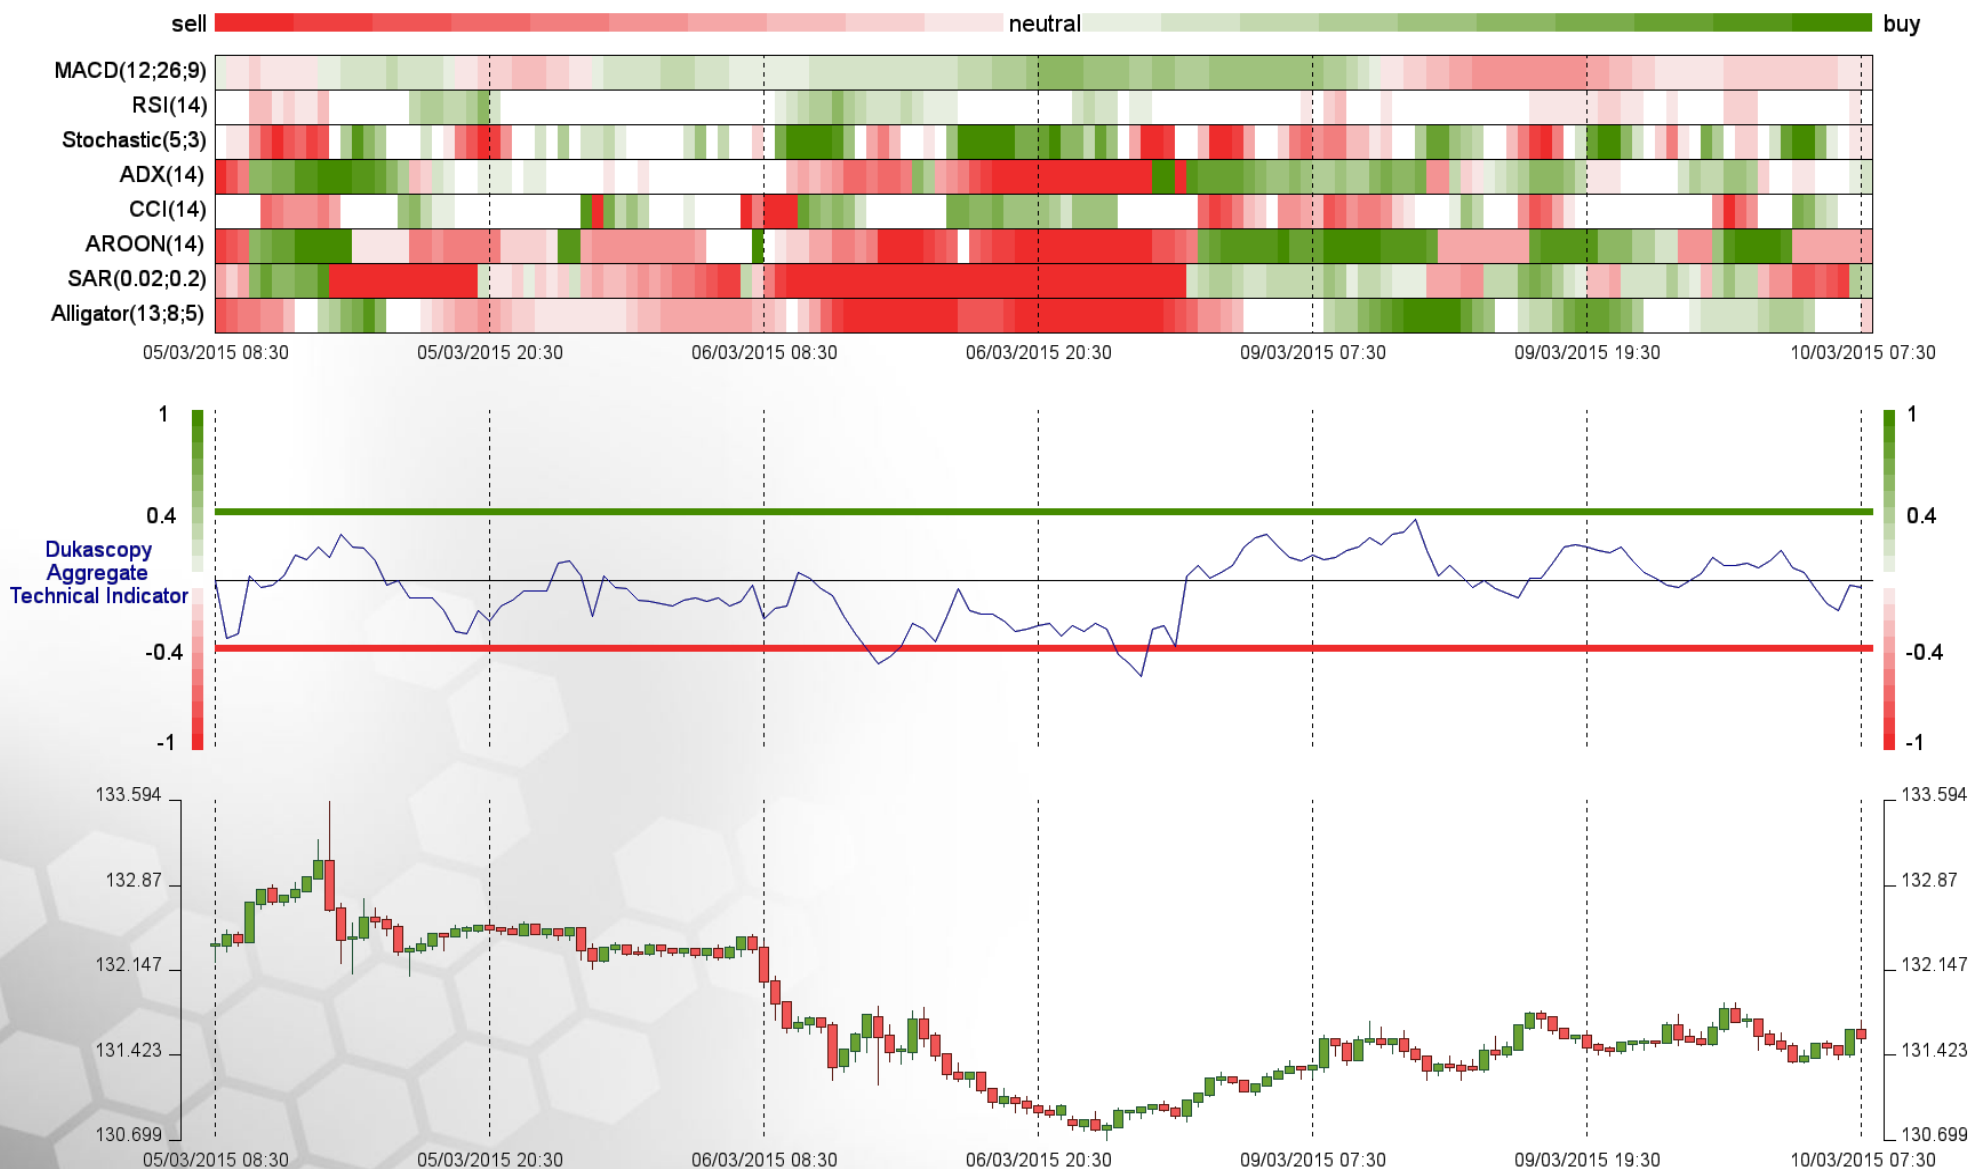 sell neutral buy
MACD(12;26;9)
RSI(14)
Stochastic(5;3)
ADX(14)
CCI(14)
AROON(14)
SAR(0.02;0.2)
Alligator(13;8;5)
05/03/2015 08:30 05/03/2015 20:30 06/03/2015 08:30 06/03/2015 20:30 09/03/2015 07:30 09/03/2015 19:30 10/03/2015 07:30
1 1
0.4 0.4
Dukascopy
Aggregate
Technical Indicator
-0.4 -0.4
-1 -1
133.594 133.594
132.87 132.87
132.147 132.147
131.423 131.423
130.699 130.699
05/03/2015 08:30 05/03/2015 20:30 06/03/2015 08:30 06/03/2015 20:30 09/03/2015 07:30 09/03/2015 19:30 10/03/2015 07:30